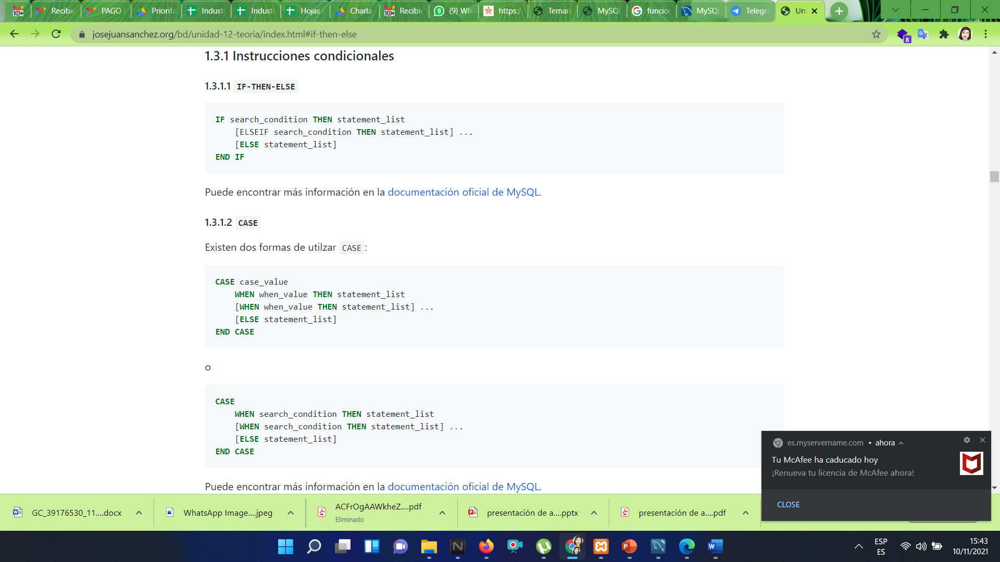 100+
Recibic
PAGO
Priorita
Industr
Industr
Hojas
Charla
100+
Recibic
9
(9) Wh
https:/
Temari
MySQL
funcion
MySQL
Telegra
Uni
josejuansanchez.org/bd/unidad-12-teoria/index.html#if-then-else
8
1.3.1 Instrucciones condicionales
1.3.1.1 IF-THEN-ELSE
IF search_condition THEN statement_list
[ELSEIF search_condition THEN statement_list] ...
[ELSE statement_list]
END IF
Puede encontrar más información en la documentación oficial de MySQL.
1.3.1.2 CASE
Existen dos formas de utilzar CASE :
CASE case_value
WHEN when_value THEN statement_list
[WHEN when_value THEN statement_list] ...
[ELSE statement_list]
END CASE
o
CASE
WHEN search_condition THEN statement_list
[WHEN search_condition THEN statement_list] ...
[ELSE statement_list]
END CASE
Puede encontrar más información en la documentación oficial de MySQL.
es.myservername.com • ahora
Tu McAfee ha caducado hoy
¡Renueva tu licencia de McAfee ahora!
CLOSE
GC_39176530_11....docx
WhatsApp Image....jpeg
ACFrOgAAWkheZ....pdf
Eliminado
presentación de a....pptx
presentación de a....pdf
ESP
ES
15:43
10/11/2021